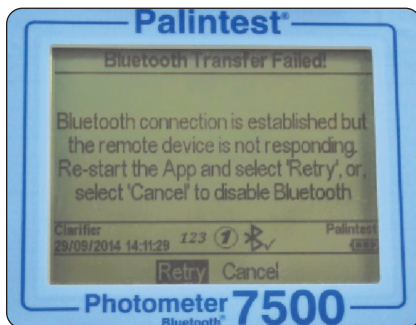 Palintest®
Bluetooth Transfer Failed!
Bluetooth connection is established but
the remote device is not responding.
Re-start the App and select 'Retry', or,
select 'Cancel' to disable Bluetooth
Clarifier 123 1 Palintest
29/09/2014 14:11:29
Retry Cancel
Photometer 7500
Bluetooth®